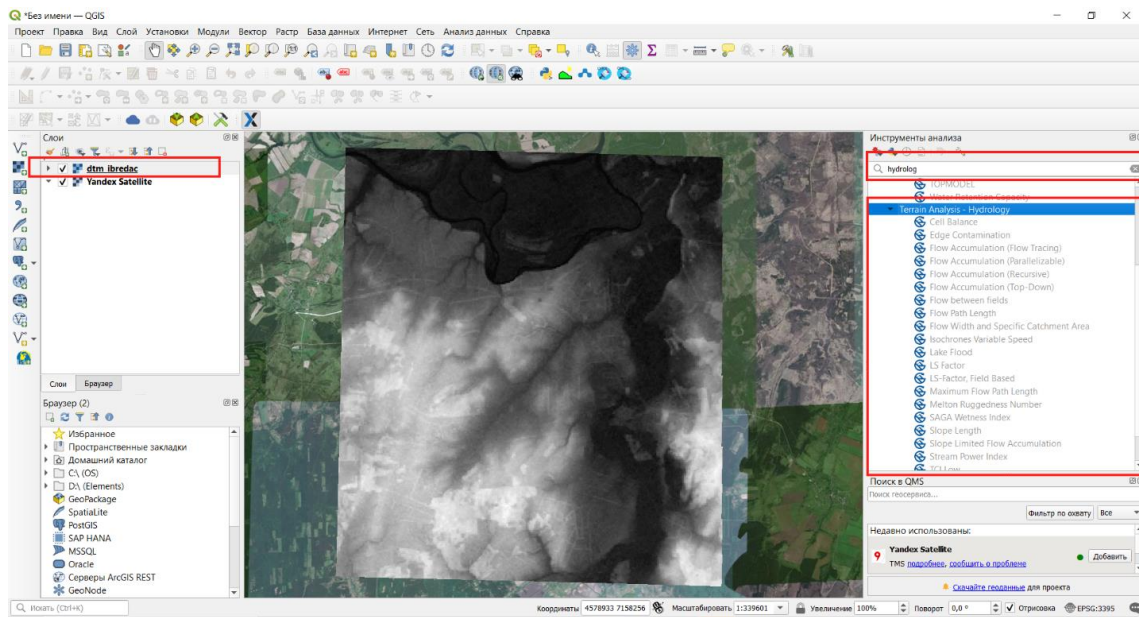 *Без имени — QGIS
Проект Правка Вид Слой Установки Модули Вектор Растр База данных Интернет Сеть Анализ данных Справка
Слои
dtm_ibredac
Yandex Satellite
Слои Браузер
Браузер (2)
Избранное
Пространственные закладки
Домашний каталог
C:\ (OS)
D:\ (Elements)
GeoPackage
SpatiaLite
PostGIS
SAP HANA
MSSQL
Oracle
Серверы ArcGIS REST
GeoNode
Инструменты анализа
hydrolog
TOPMODEL
Water Retention Capacity
Terrain Analysis - Hydrology
Cell Balance
Edge Contamination
Flow Accumulation (Flow Tracing)
Flow Accumulation (Parallelizable)
Flow Accumulation (Recursive)
Flow Accumulation (Top-Down)
Flow between fields
Flow Path Length
Flow Width and Specific Catchment Area
Isochrones Variable Speed
Lake Flood
LS Factor
LS-Factor, Field Based
Maximum Flow Path Length
Melton Ruggedness Number
SAGA Wetness Index
Slope Length
Slope Limited Flow Accumulation
Stream Power Index
TCI Low
Поиск в QMS
Поиск геосервиса...
Фильтр по охвату Все
Недавно использованы:
Yandex Satellite
TMS подробнее, сообщить о проблеме
Добавить
Скачайте геоданные для проекта
Искать (Ctrl+K)
Координаты 4578933 7158256 Масштабировать 1:339601 Увеличение 100% Поворот 0,0 ° Отрисовка EPSG:3395